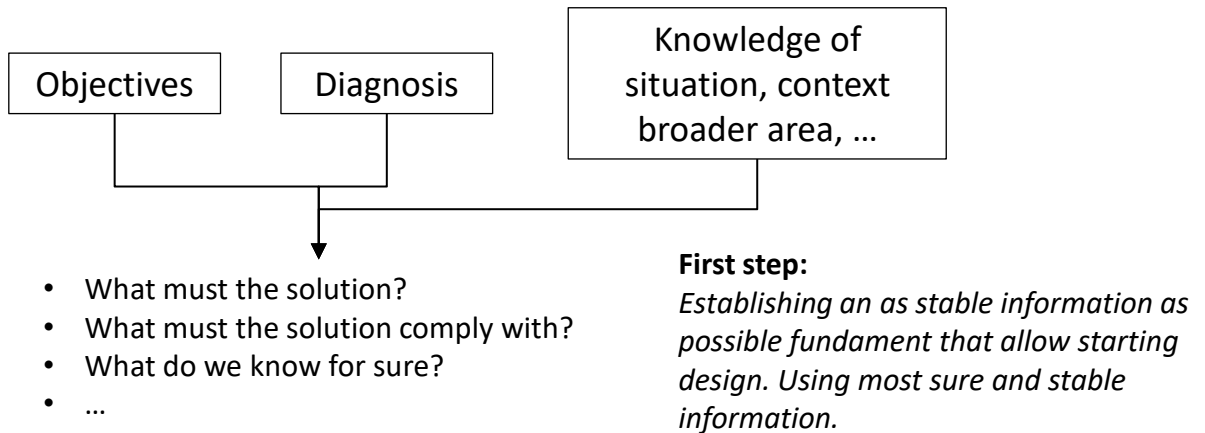 Objectives
Diagnosis
Knowledge of
situation, context
broader area, ...
• What must the solution?
• What must the solution comply with?
• What do we know for sure?
• ...
First step:
Establishing an as stable information as
possible fundament that allow starting
design. Using most sure and stable
information.